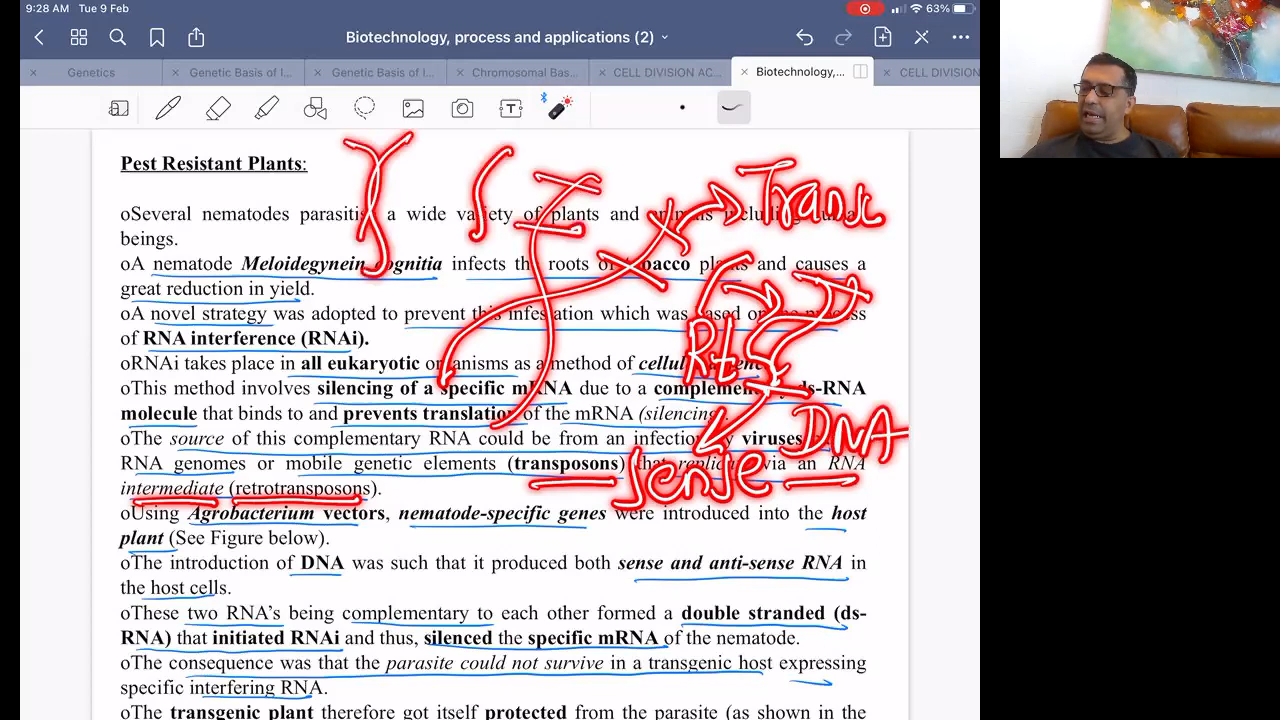 9:28 AM Tue 9 Feb
63%
Biotechnology, process and applications (2)
Genetics
Genetic Basis of I...
Genetic Basis of I...
Chromosomal Bas...
CELL DIVISION AC...
Biotechnology,...
CELL DIVISION
Pest Resistant Plants:
oSeveral nematodes parasitis a wide variety of plants and animals including human
beings.
oA nematode Meloidegynein cognitia infects the roots of tobacco plants and causes a
great reduction in yield.
oA novel strategy was adopted to prevent this infestation which was based on the process
of RNA interference (RNAi).
oRNAi takes place in all eukaryotic organisms as a method of cellular
oThis method involves silencing of a specific mRNA due to a complementary ds-RNA
molecule that binds to and prevents translation of the mRNA (silencing).
oThe source of this complementary RNA could be from an infection by viruses
RNA genomes or mobile genetic elements (transposons) that replicate via an RNA
intermediate (retrotransposons).
oUsing Agrobacterium vectors, nematode-specific genes were introduced into the host
plant (See Figure below).
oThe introduction of DNA was such that it produced both sense and anti-sense RNA in
the host cells.
oThese two RNA's being complementary to each other formed a double stranded (ds-
RNA) that initiated RNAi and thus, silenced the specific mRNA of the nematode.
oThe consequence was that the parasite could not survive in a transgenic host expressing
specific interfering RNA.
oThe transgenic plant therefore got itself protected from the parasite (as shown in the
Trans
DNA
sense